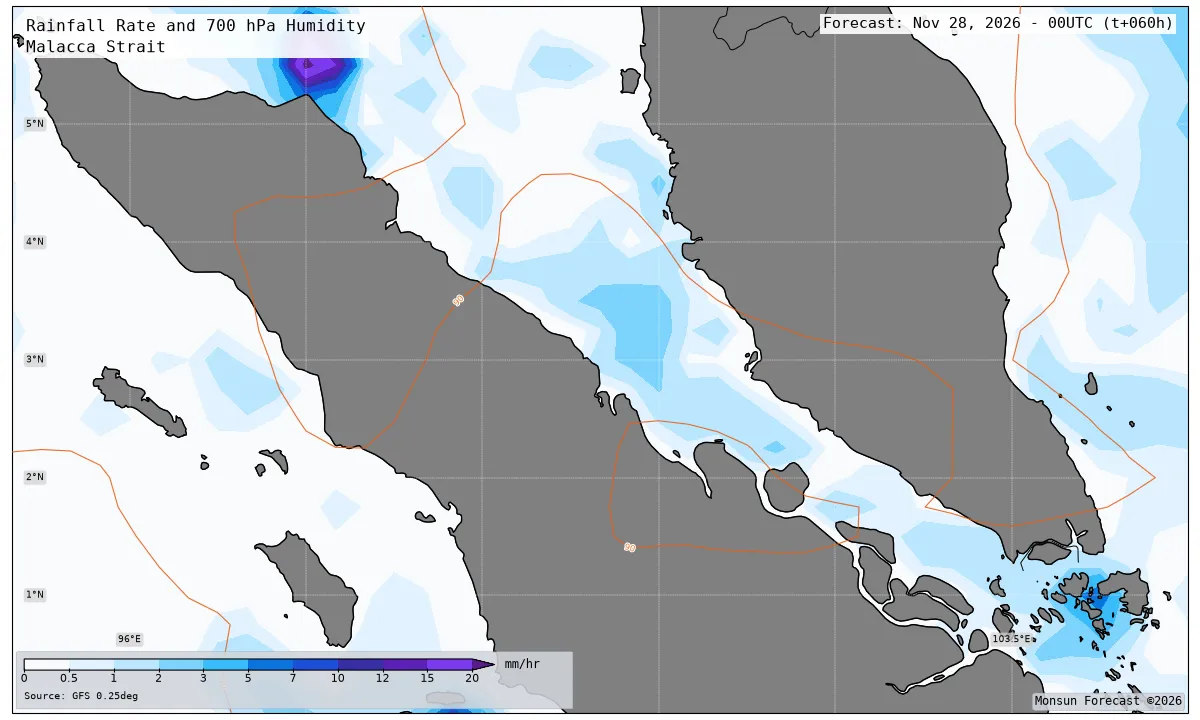 Rainfall Rate and 700 hPa Humidity
Malacca Strait
Forecast: Nov 28, 2026 - 00UTC (t+060h)
5°N
4°N
3°N
2°N
1°N
90
90
96°E
103.5°E
0 0.5 1 2 3 5 7 10 12 15 20
mm/hr
Source: GFS 0.25deg
Monsun Forecast ©2026